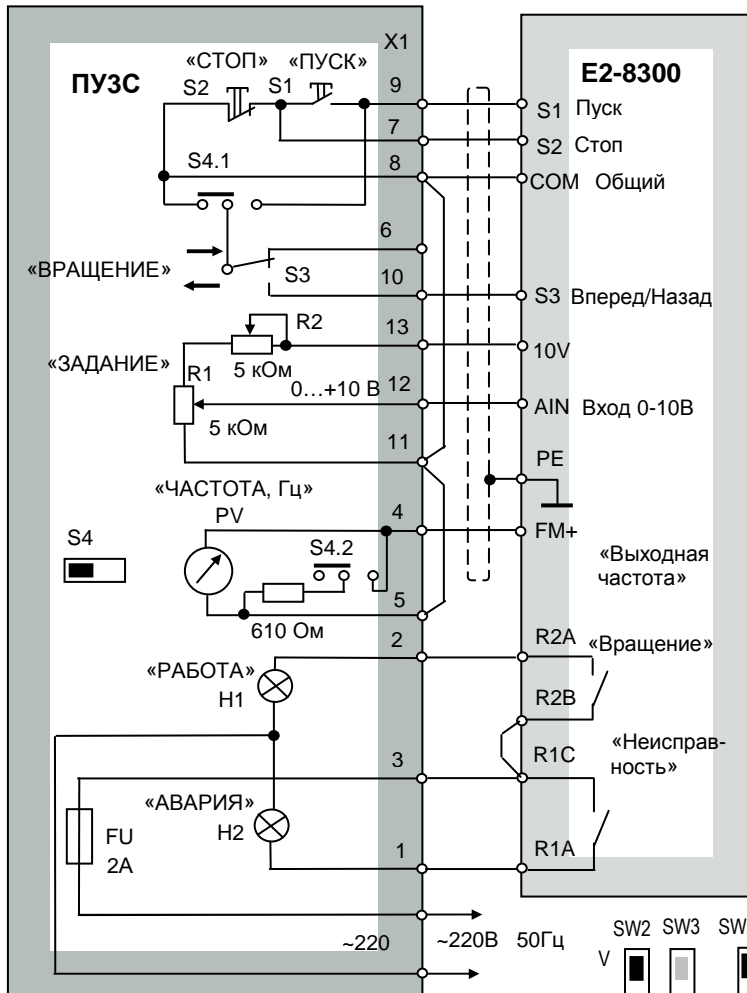 X1
ПУЗС
«СТОП» «ПУСК»
S2 S1
9
7
8
S4.1
6
«ВРАЩЕНИЕ»
S3
10
R2
13
5 кОм
«ЗАДАНИЕ»
R1
0…+10 В
12
5 кОм
11
«ЧАСТОТА, Гц»
PV
4
S4
S4.2
5
610 Ом
2
«РАБОТА»
H1
3
«АВАРИЯ»
FU
2А
H2
1
~220
~220В 50Гц
E2-8300
S1 Пуск
S2 Стоп
COM Общий
S3 Вперед/Назад
10V
AIN Вход 0-10В
PE
FM+
«Выходная
частота»
R2A «Вращение»
R2B
R1C
«Неисправ-
ность»
R1A
SW2 SW3 SW
V